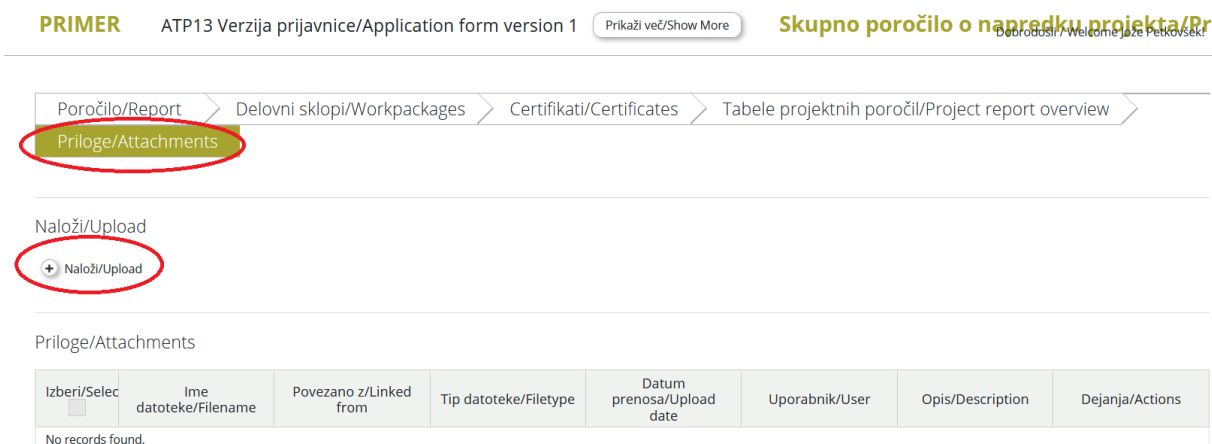 PRIMER ATP13 Verzija prijavnice/Application form version 1 Prikaži več/Show More Skupno poročilo o napredku projekta/Pr
Dobrodošli / Welcome Jože Petkovšek!
Poročilo/Report Delovni sklopi/Workpackages Certifikati/Certificates Tabele projektnih poročil/Project report overview
Priloge/Attachments
Naloži/Upload
+ Naloži/Upload
Priloge/Attachments
Izberi/Selec
Ime datoteke/Filename
Povezano z/Linked from
Tip datoteke/Filetype
Datum prenosa/Upload date
Uporabnik/User
Opis/Description
Dejanja/Actions
No records found.